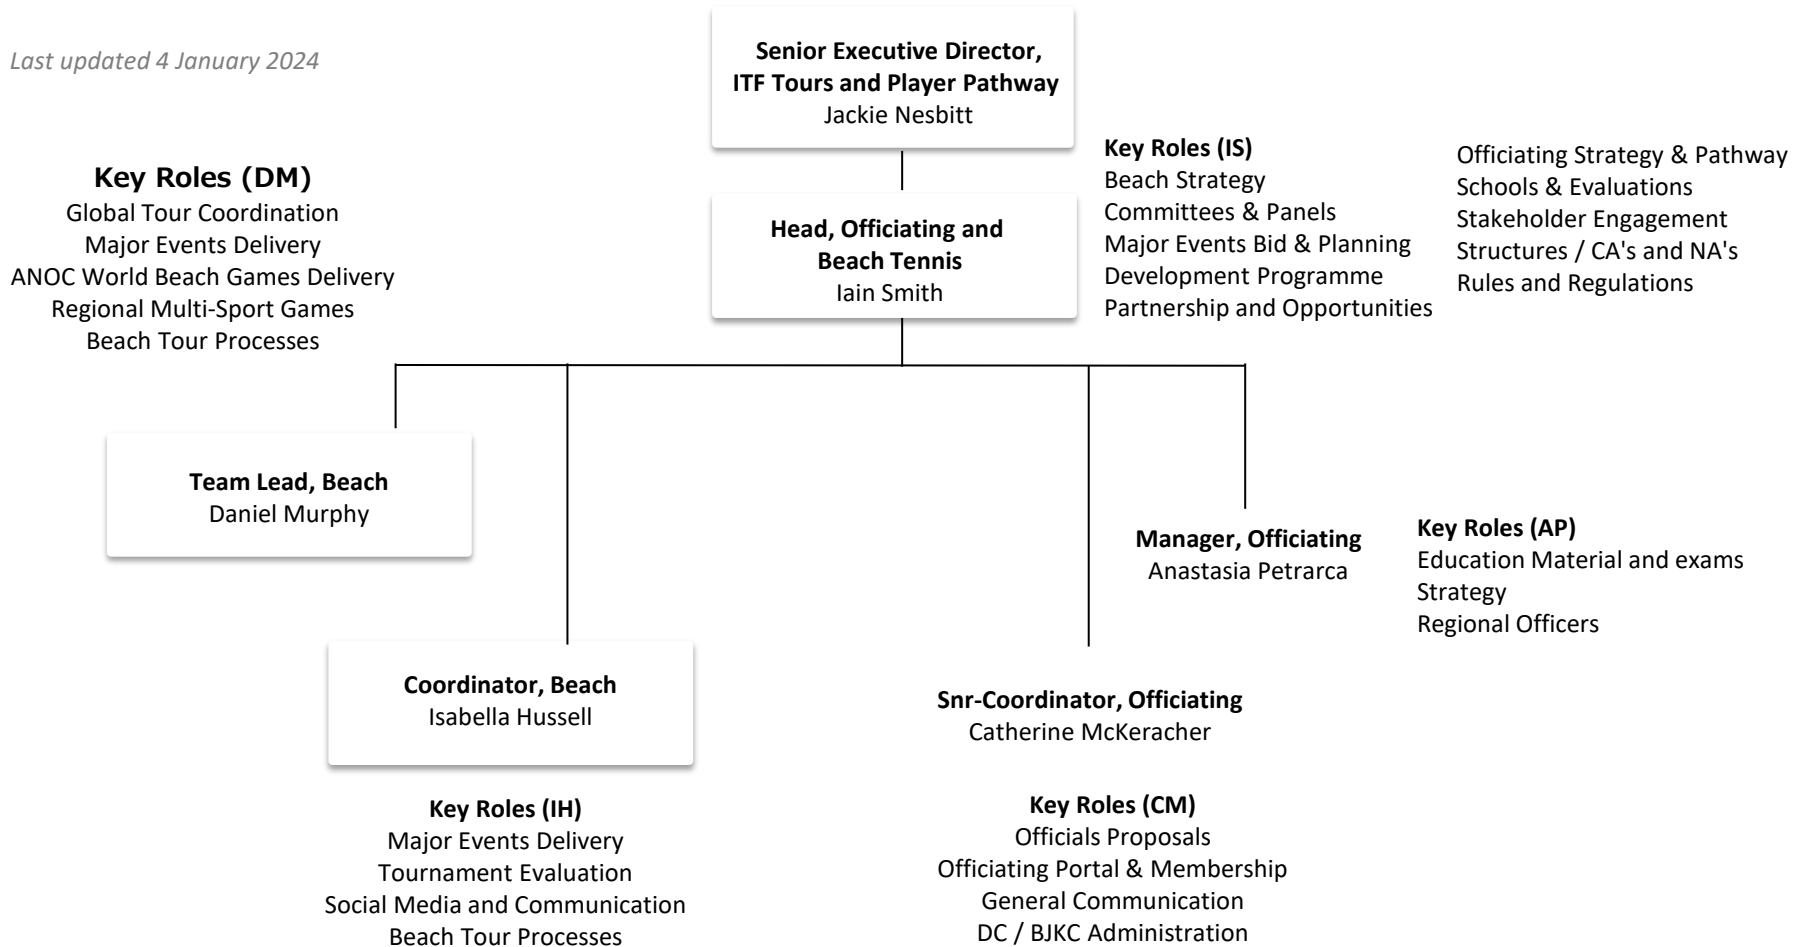 Last updated 4 January 2024
Senior Executive Director,
ITF Tours and Player Pathway
Jackie Nesbitt
Key Roles (DM)
Global Tour Coordination
Major Events Delivery
ANOC World Beach Games Delivery
Regional Multi-Sport Games
Beach Tour Processes
Head, Officiating and
Beach Tennis
Iain Smith
Key Roles (IS)
Beach Strategy
Committees & Panels
Major Events Bid & Planning
Development Programme
Partnership and Opportunities
Officiating Strategy & Pathway
Schools & Evaluations
Stakeholder Engagement
Structures / CA's and NA's
Rules and Regulations
Team Lead, Beach
Daniel Murphy
Manager, Officiating
Anastasia Petrarca
Key Roles (AP)
Education Material and exams
Strategy
Regional Officers
Coordinator, Beach
Isabella Hussell
Snr-Coordinator, Officiating
Catherine McKeracher
Key Roles (IH)
Major Events Delivery
Tournament Evaluation
Social Media and Communication
Beach Tour Processes
Key Roles (CM)
Officials Proposals
Officiating Portal & Membership
General Communication
DC / BJKC Administration